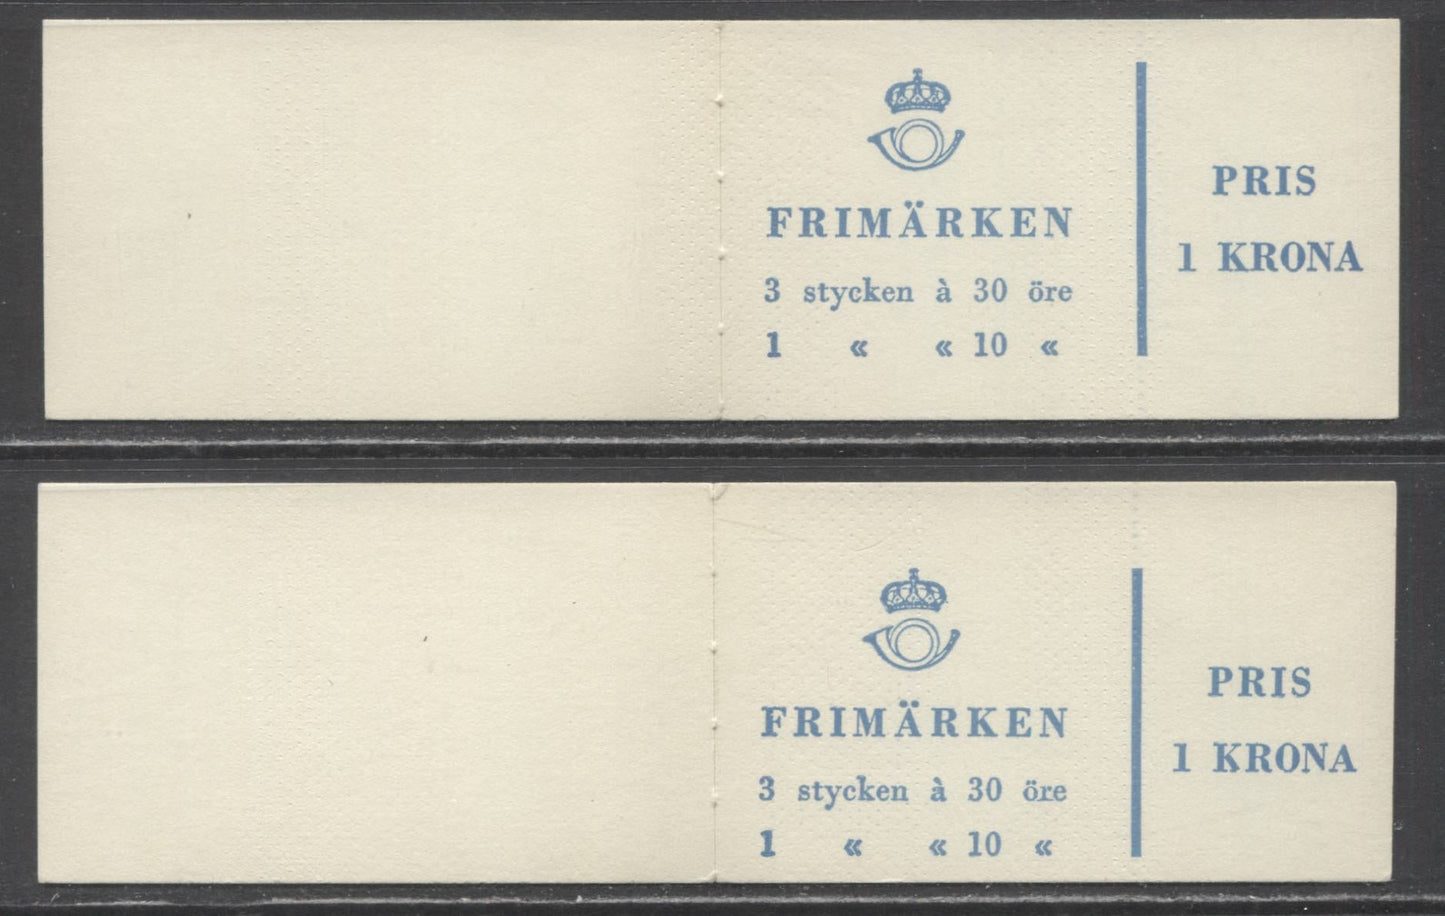 FRIMÄRKEN
3 stycken à 30 öre
1 « « 10 «
PRIS
1 KRONA
FRIMÄRKEN
3 stycken à 30 öre
1 « « 10 «
PRIS
1 KRONA